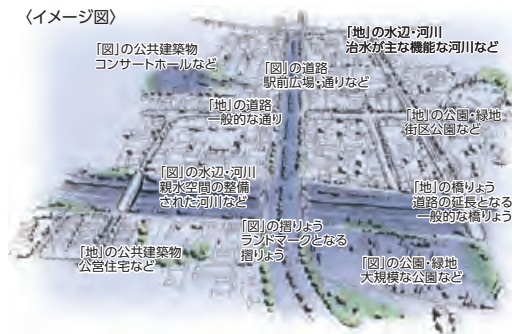 〈イメージ図〉
「図」の公共建築物
コンサートホールなど
「地」の水辺・河川
治水が主な機能な河川など
「図」の道路
駅前広場・通りなど
「地」の道路
一般的な通り
「地」の公園・緑地
街区公園など
「図」の水辺・河川
親水空間の整備
された河川など
「地」の橋りょう
道路の延長となる
一般的な橋りょう
「図」の摺りょう
ランドマークとなる
摺りょう
「地」の公共建築物
公営住宅など
「図」の公園・緑地
大規模な公園など